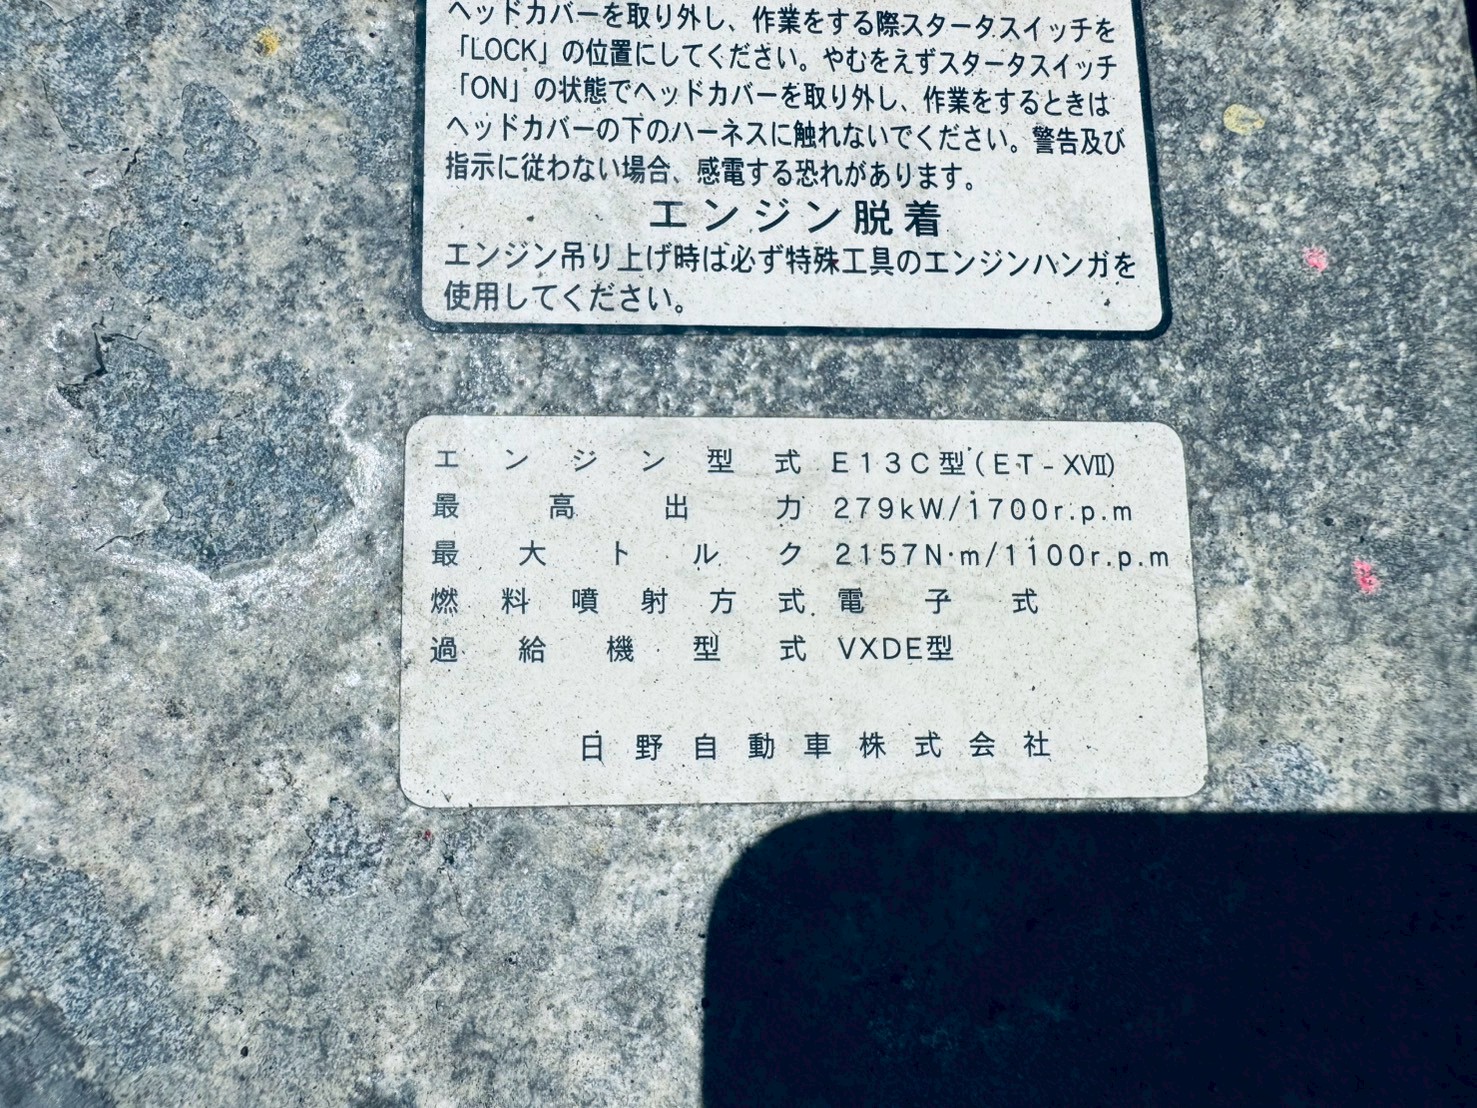 ヘッドカバーを取り外し、作業をする際スタータスイッチを
「LOCK」の位置にしてください。やむをえずスタータスイッチ
「ON」の状態でヘッドカバーを取り外し、作業をするときは
ヘッドカバーの下のハーネスに触れないでください。警告及び
指示に従わない場合、感電する恐れがあります。
エンジン脱着
エンジン吊り上げ時は必ず特殊工具のエンジンハンガを
使用してください。
エンジン型式 E13C型(ET-XVII)
最高出力 279kW/1700r.p.m
最大トルク 2157N·m/1100r.p.m
燃料噴射方式 電子式
過給機型式 VXDE型
日野自動車株式会社